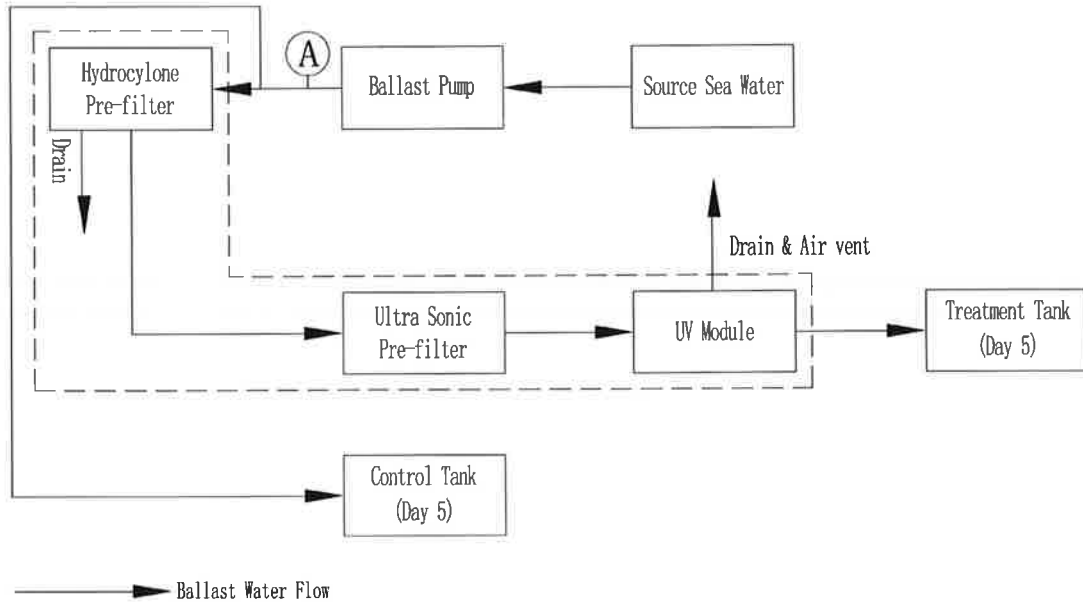 Hydrocylone
Pre-filter
A
Ballast Pump
Source Sea Water
Drain
Drain & Air vent
Ultra Sonic
Pre-filter
UV Module
Treatment Tank
(Day 5)
Control Tank
(Day 5)
Ballast Water Flow